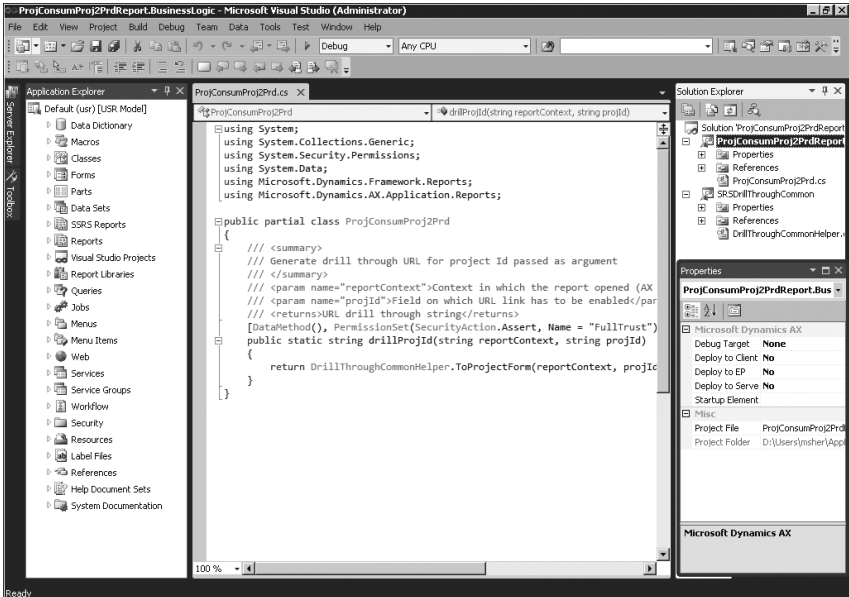 ProjConsumProj2PrdReport.BusinessLogic - Microsoft Visual Studio (Administrator)
File Edit View Project Build Debug Team Data Tools Test Window Help
Debug Any CPU
Server Explorer
Toolbox
Application Explorer
Default (usr) [USR Model]
Data Dictionary
Macros
Classes
Forms
Parts
Data Sets
SSRS Reports
Reports
Visual Studio Projects
Report Libraries
Queries
Jobs
Menus
Menu Items
Web
Services
Service Groups
Workflow
Security
Resources
Label Files
References
Help Document Sets
System Documentation
ProjConsumProj2Prd.cs
ProjConsumProj2Prd drillProjId(string reportContext, string projId)
using System;
using System.Collections.Generic;
using System.Security.Permissions;
using System.Data;
using Microsoft.Dynamics.Framework.Reports;
using Microsoft.Dynamics.AX.Application.Reports;
public partial class ProjConsumProj2Prd
{
/// <summary>
/// Generate drill through URL for project Id passed as argument
/// </summary>
/// <param name="reportContext">Context in which the report opened (AX
/// <param name="projId">Field on which URL link has to be enabled</par
/// <returns>URL drill through string</returns>
[DataMethod(), PermissionSet(SecurityAction.Assert, Name = "FullTrust")
public static string drillProjId(string reportContext, string projId)
{
return DrillThroughCommonHelper.ToProjectForm(reportContext, projId
}
}
100 %
Solution Explorer
Solution 'ProjConsumProj2PrdReport
ProjConsumProj2PrdReport
Properties
References
ProjConsumProj2Prd.cs
SRSDrillThroughCommon
Properties
References
DrillThroughCommonHelper.
Properties
ProjConsumProj2PrdReport.Bus
Microsoft Dynamics AX
Debug Target None
Deploy to Client No
Deploy to EP No
Deploy to Serve No
Startup Element
Misc
Project File ProjConsumProj2Prd
Project Folder D:\Users\msher\App
Microsoft Dynamics AX
Ready